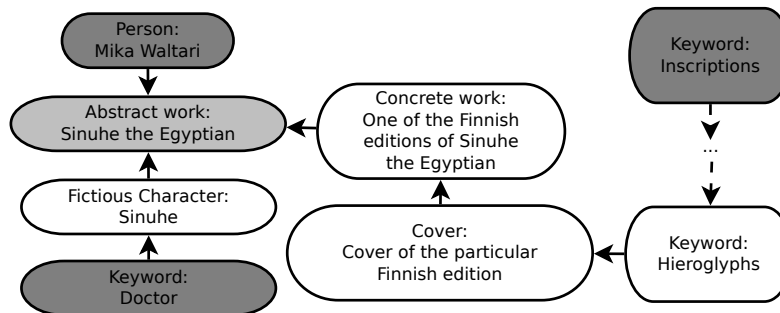 Person:
Mika Waltari
Abstract work:
Sinuhe the Egyptian
Fictious Character:
Sinuhe
Keyword:
Doctor
Concrete work:
One of the Finnish
editions of Sinuhe
the Egyptian
Cover:
Cover of the particular
Finnish edition
Keyword:
Inscriptions
...
Keyword:
Hieroglyphs